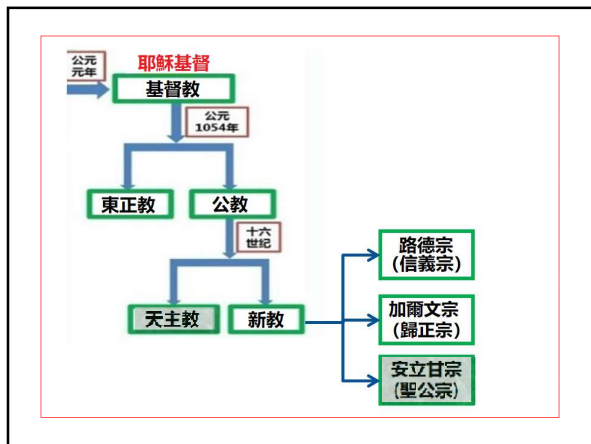 公元
元年
耶穌基督
基督教
公元
1054年
東正教
公教
十六
世纪
天主教
新教
路德宗
(信義宗)
加爾文宗
(歸正宗)
安立甘宗
(聖公宗)